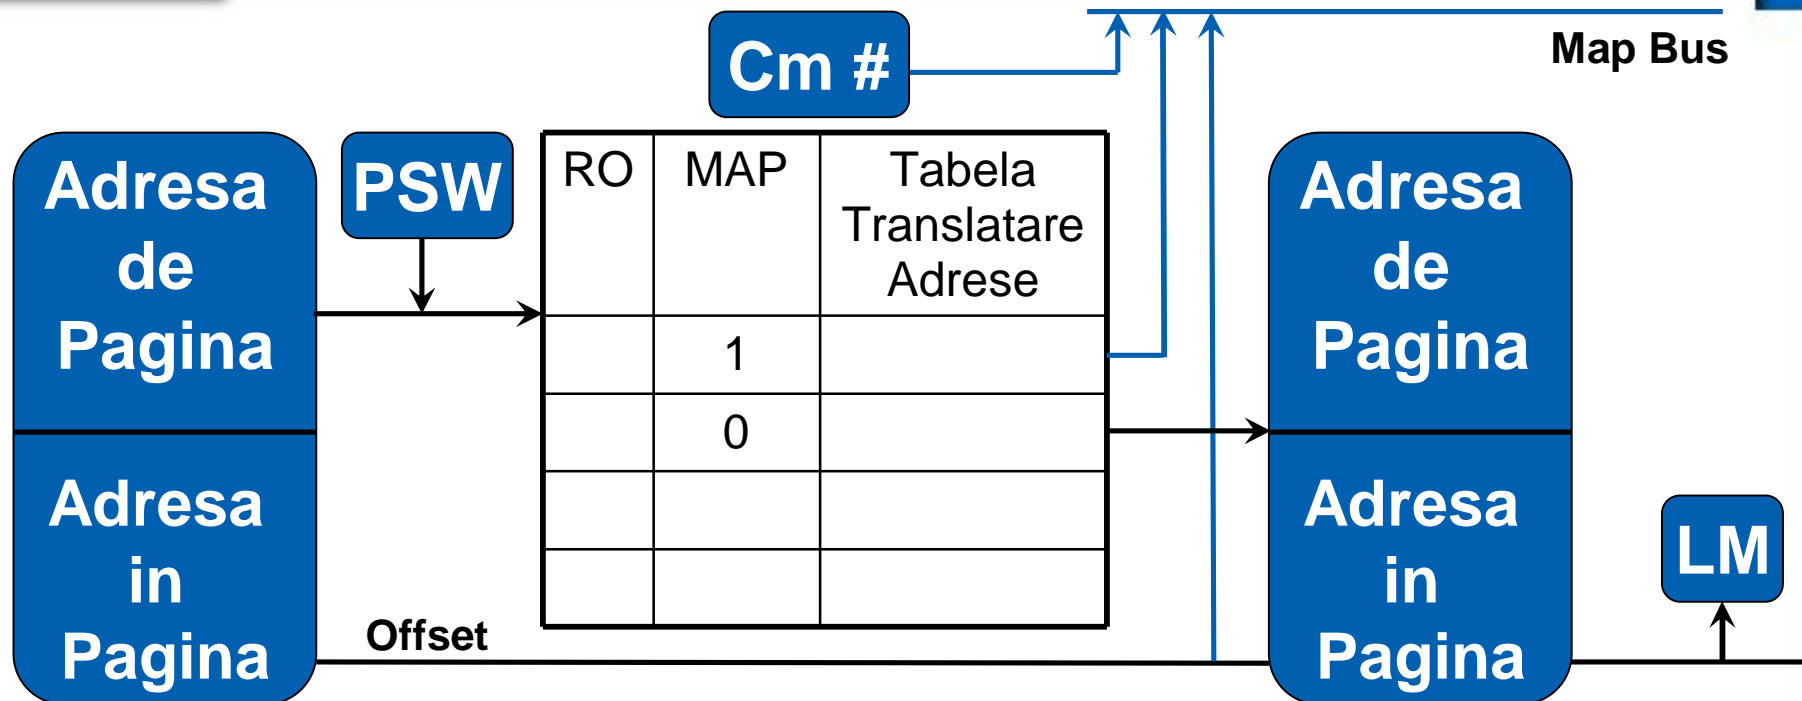 Cm #
Map Bus
Adresa
de
Pagina
Adresa
in
Pagina
PSW
RO
MAP
Tabela
Translatare
Adrese
1
0
Offset
Adresa
de
Pagina
Adresa
in
Pagina
LM